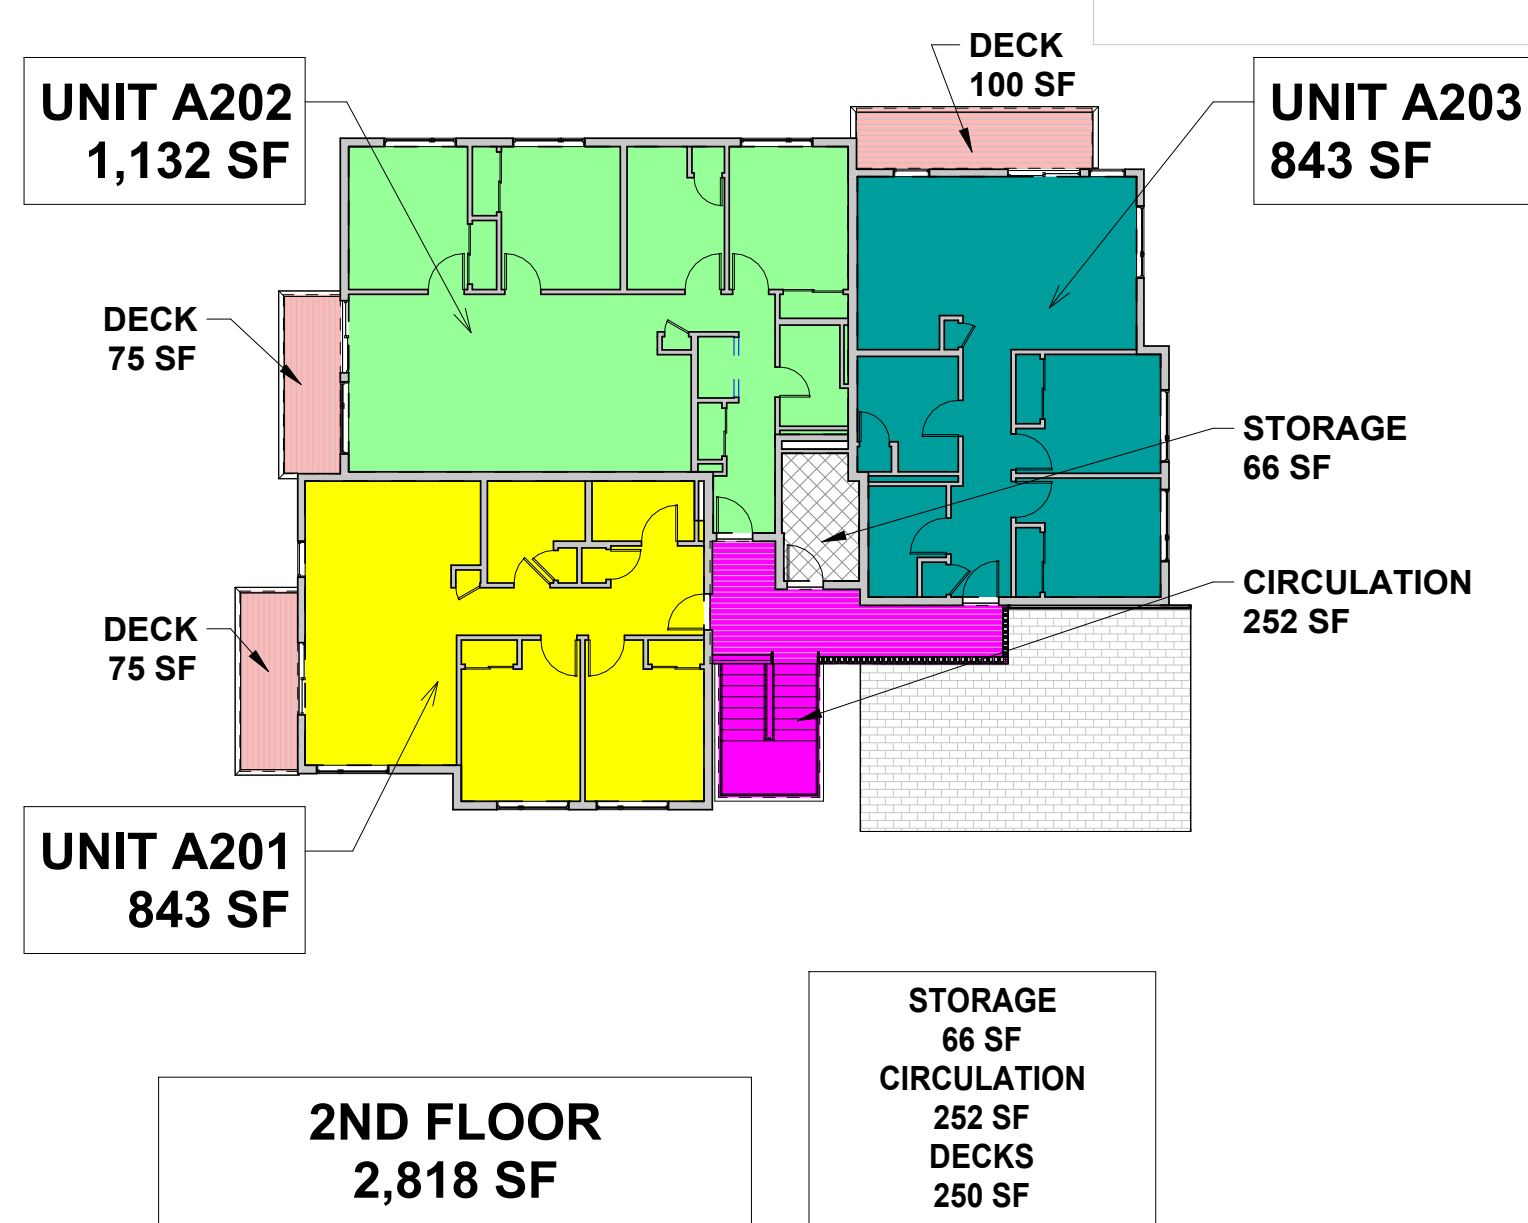 DECK
100 SF
UNIT A202
1,132 SF
UNIT A203
843 SF
DECK
75 SF
STORAGE
66 SF
CIRCULATION
252 SF
DECK
75 SF
UNIT A201
843 SF
STORAGE
66 SF
CIRCULATION
252 SF
DECKS
250 SF
2ND FLOOR
2,818 SF